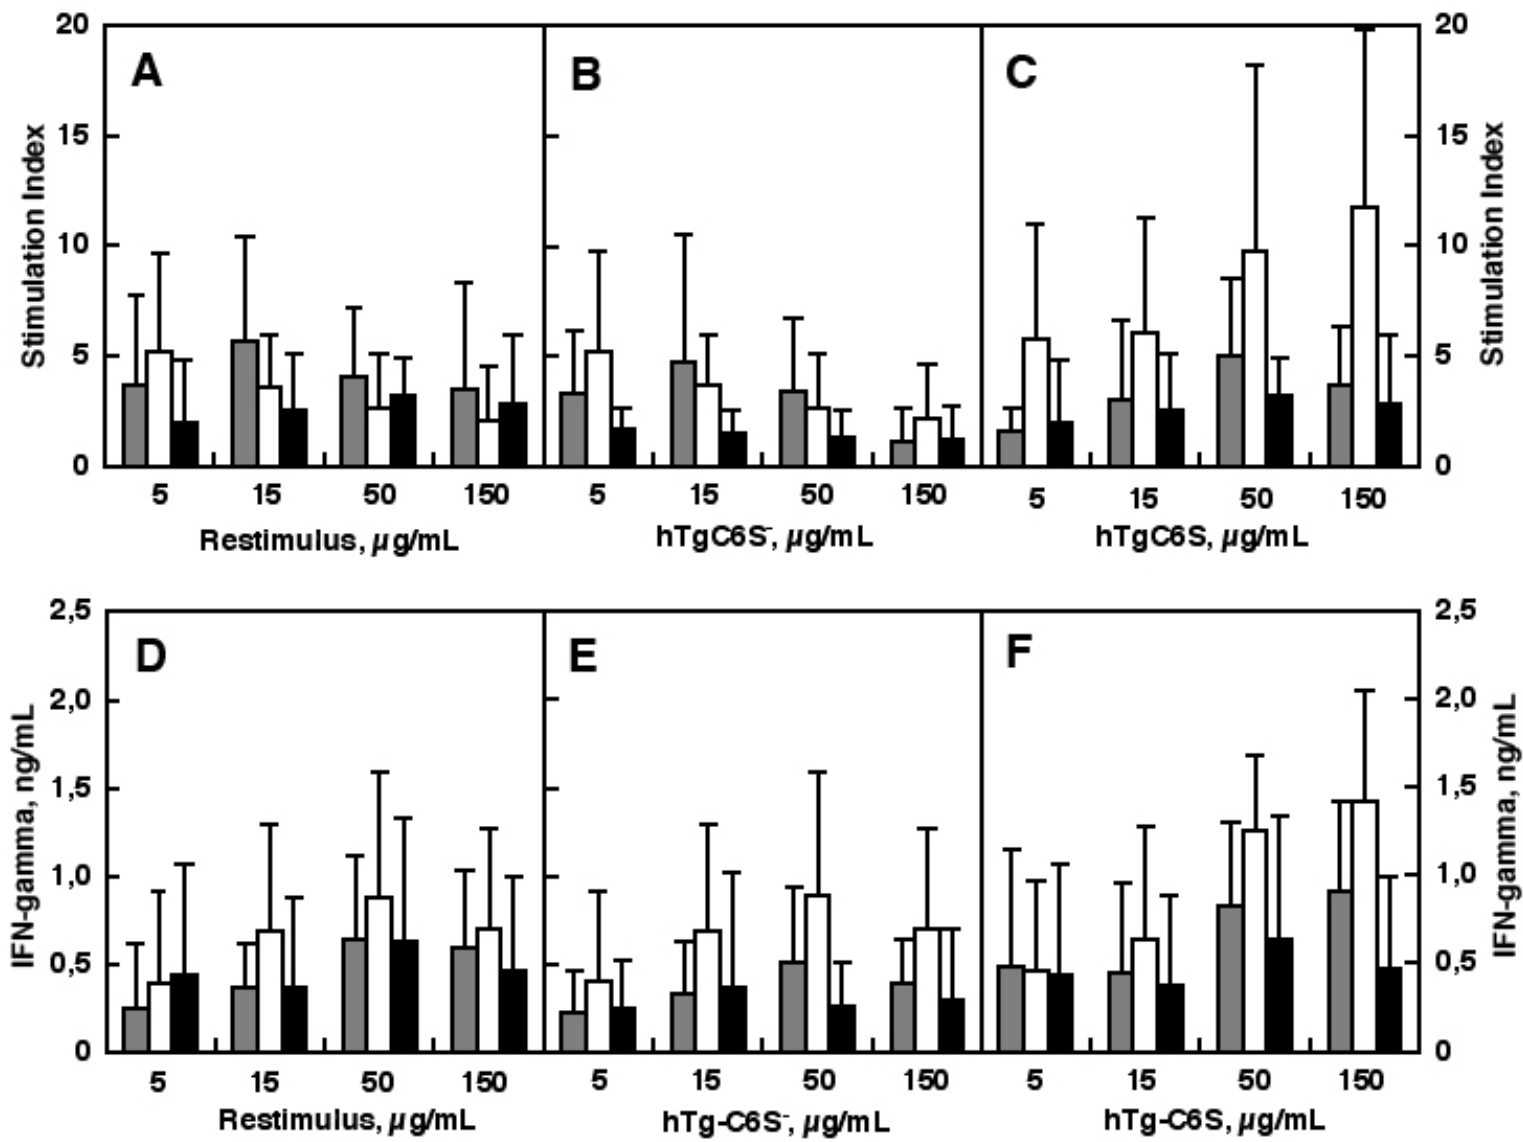 20
15
10
5
0
Stimulation Index
A
B
C
20
15
10
5
0
Stimulation Index
5 15 50 150
5 15 50 150
5 15 50 150
Restimulus, µg/mL
hTgC6S⁻, µg/mL
hTgC6S, µg/mL
2,5
2,0
1,5
1,0
0,5
0
IFN-gamma, ng/mL
D
E
F
2,5
2,0
1,5
1,0
0,5
0
IFN-gamma, ng/mL
5 15 50 150
5 15 50 150
5 15 50 150
Restimulus, µg/mL
hTg-C6S⁻, µg/mL
hTg-C6S, µg/mL